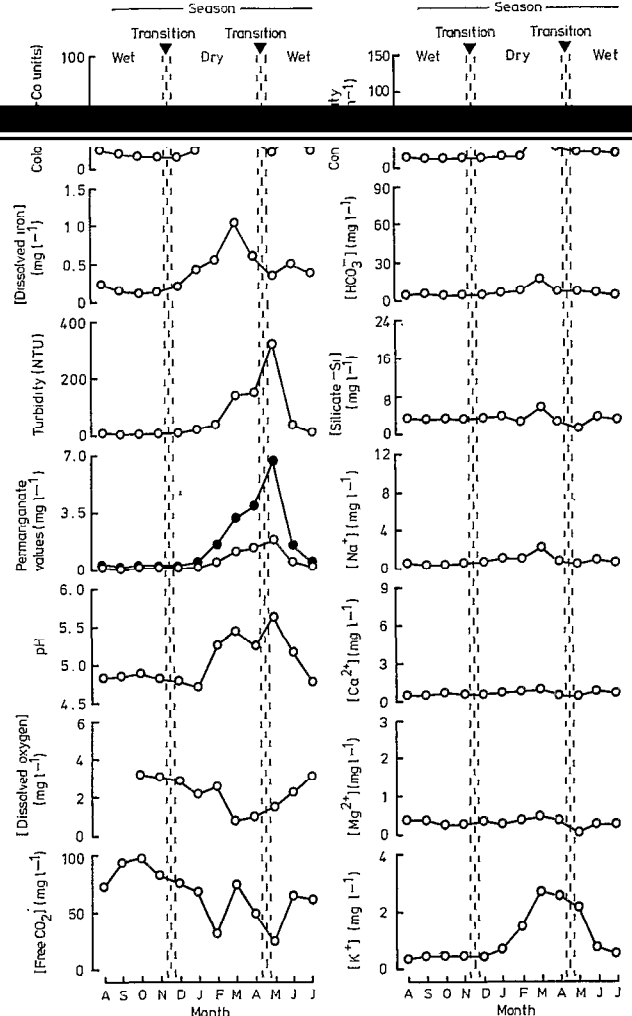 Season
Transition Transition
Wet Dry Wet
-Co units)
100
Colo
0
[Dissolved iron]
(mg l−1)
1.5
1 0
0.5
0
Turbidity (NTU)
400
200
0
Permanganate
values (mg l−1)
7.0
3.5
0
pH
6.0
5.5
5.0
4.5
[Dissolved oxygen]
(mg l−1)
6
4
2
0
[Free CO2] (mg l−1)
100
50
0
A S O N D J F M A M J J
Month
Season
Transition Transition
Wet Dry Wet
150
100
Con
0
[HCO3−] (mg l−1)
90
60
30
0
[Silicate −Si]
(mg l−1)
24
16
8
0
[Na+] (mg l−1)
12
8
4
0
[Ca2+] (mg l−1)
9
6
3
0
[Mg2+] (mg l−1)
3
2
1
0
[K+] (mg l−1)
4
2
0
A S O N D J F M A M J J
Month